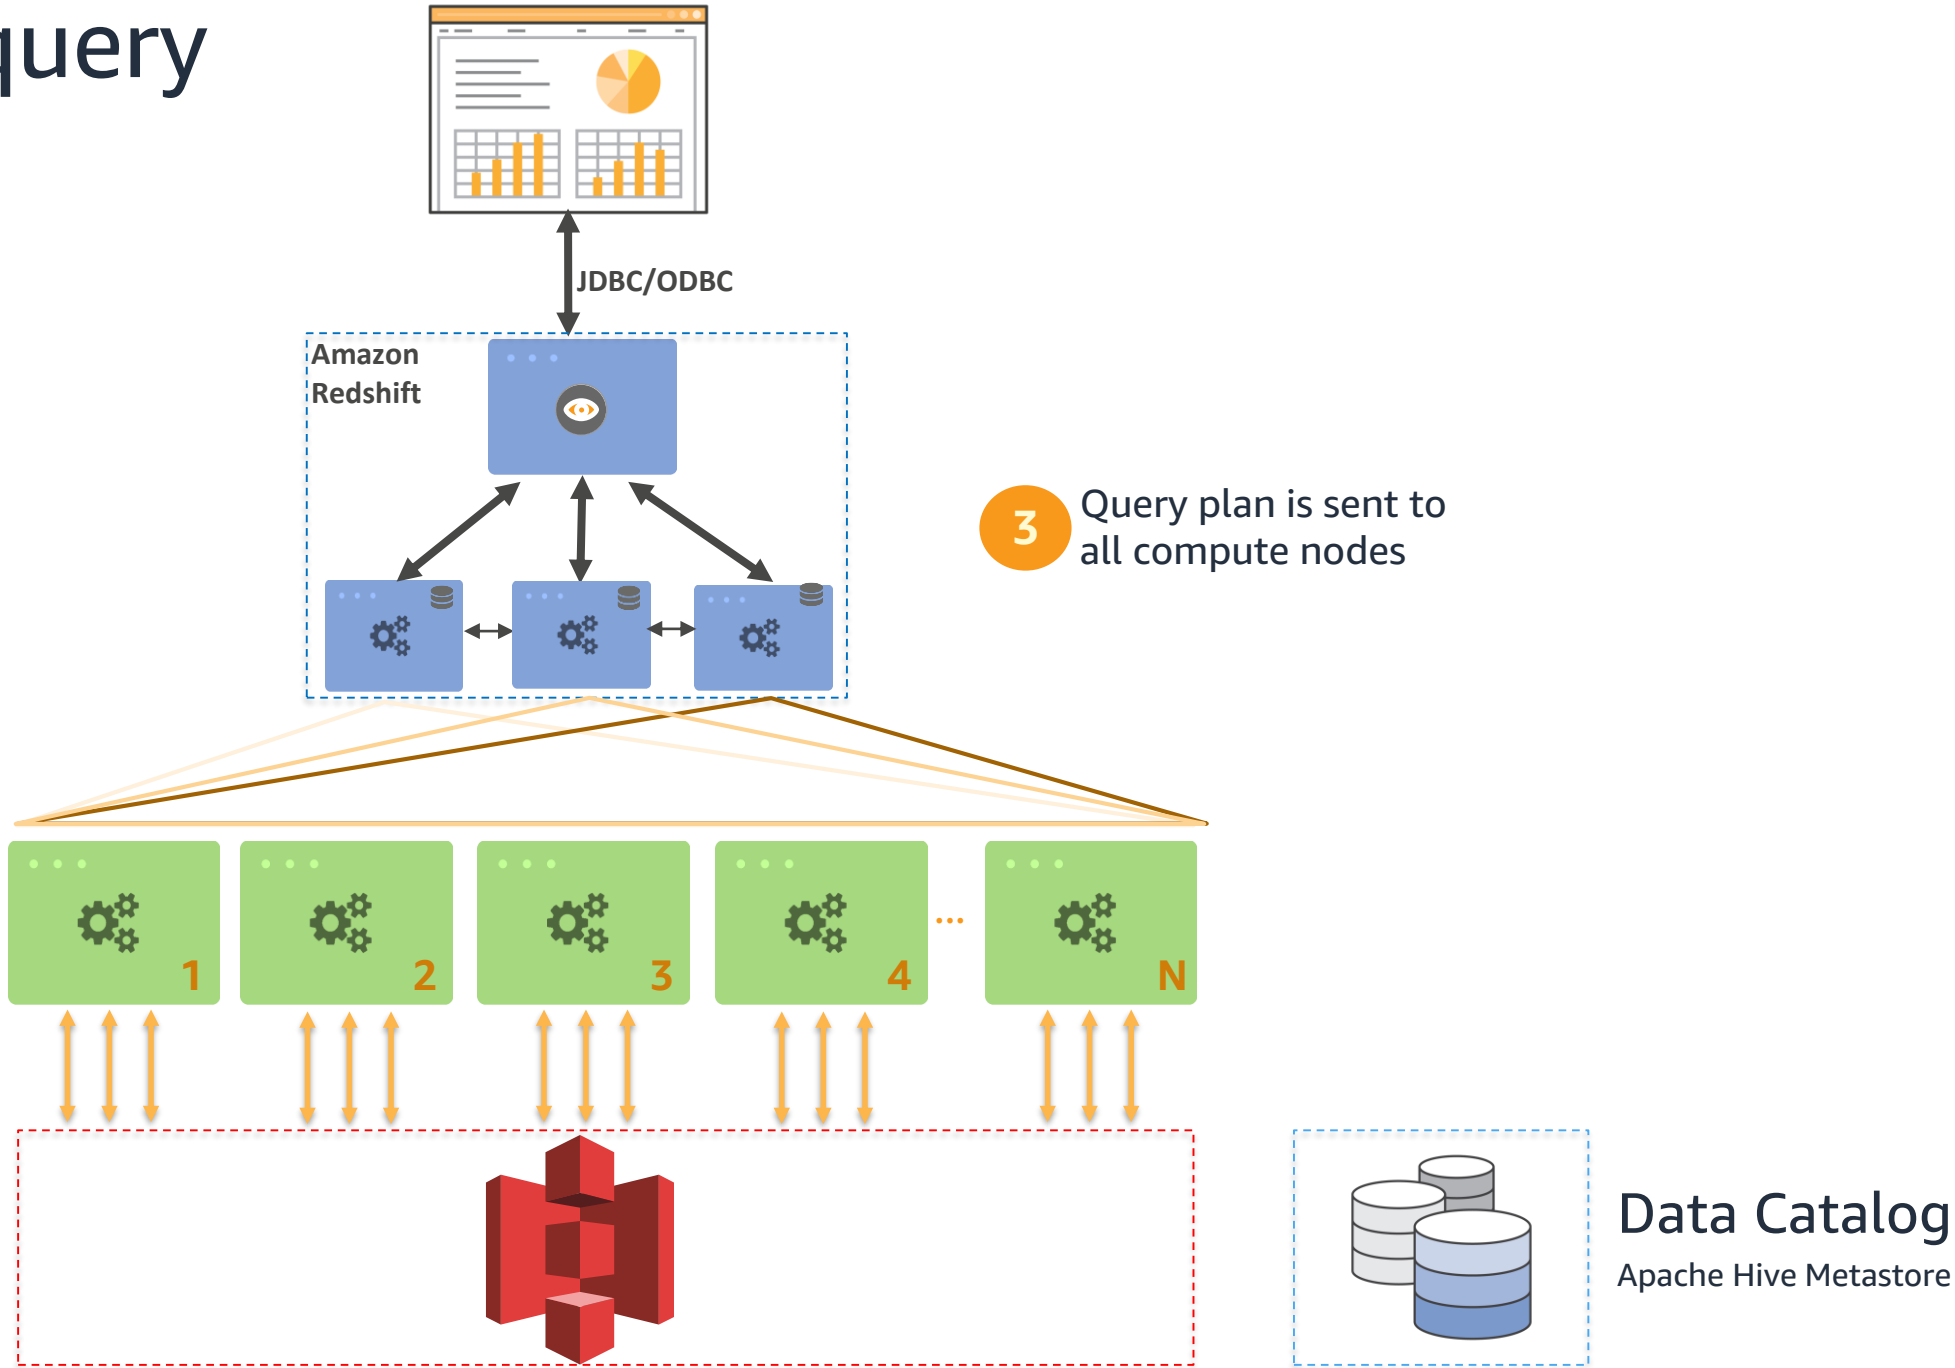 query
JDBC/ODBC
Amazon
Redshift
3
Query plan is sent to
all compute nodes
1
2
3
4
...
N
Data Catalog
Apache Hive Metastore